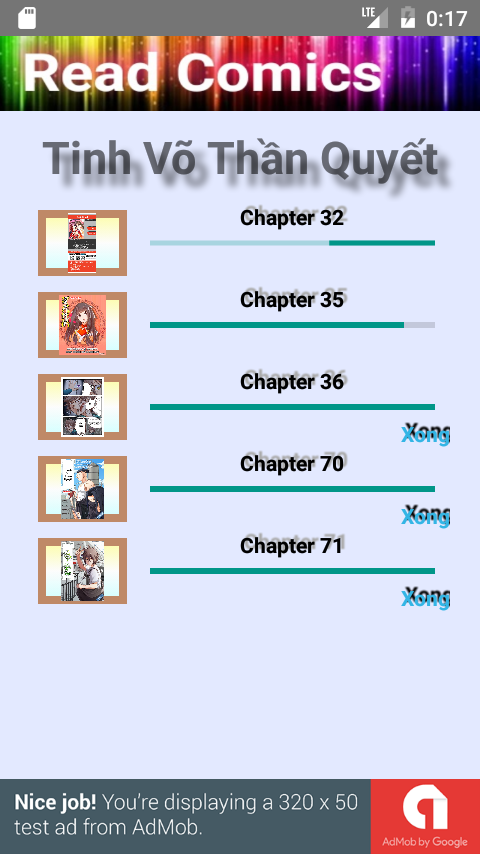 LTE 0:17
Read Comics
Tinh Võ Thần Quyết
Chapter 32
Chapter 35
Chapter 36
Xong
Chapter 70
Xong
Chapter 71
Xong
Nice job! You're displaying a 320 x 50
test ad from AdMob.
AdMob by Google